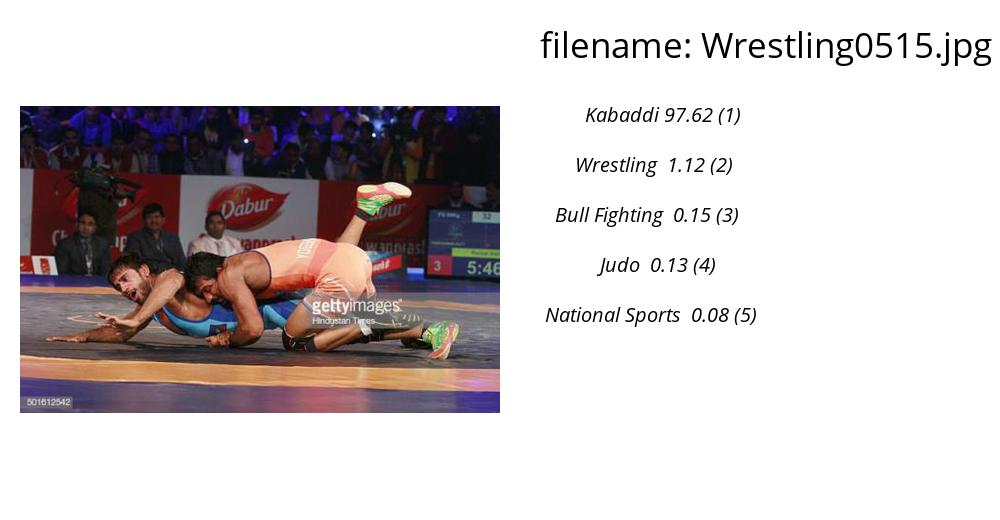 filename: Wrestling0515.jpg
Kabaddi 97.62 (1)
Wrestling 1.12 (2)
Bull Fighting 0.15 (3)
Judo 0.13 (4)
National Sports 0.08 (5)
Dabur
32
3
5:46
gettyimages
Hindustan Times
501612542